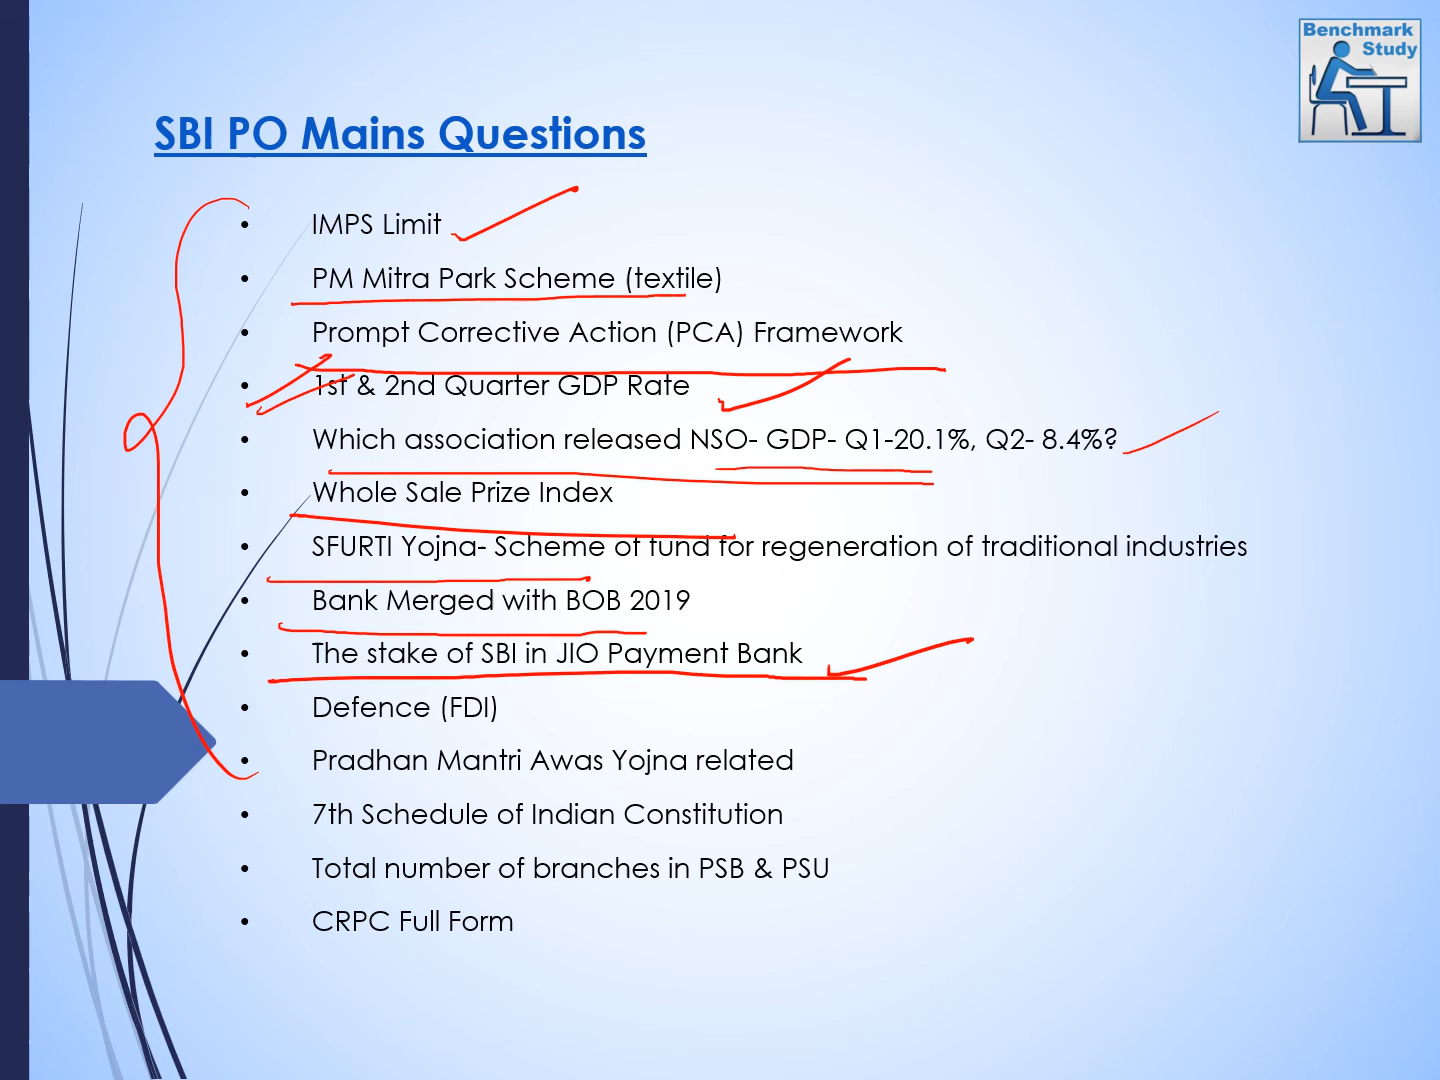 Benchmark
Study
SBI PO Mains Questions
• IMPS Limit
• PM Mitra Park Scheme (textile)
• Prompt Corrective Action (PCA) Framework
• 1st & 2nd Quarter GDP Rate
• Which association released NSO- GDP- Q1-20.1%, Q2- 8.4%?
• Whole Sale Prize Index
• SFURTI Yojna- Scheme of fund for regeneration of traditional industries
• Bank Merged with BOB 2019
• The stake of SBI in JIO Payment Bank
• Defence (FDI)
• Pradhan Mantri Awas Yojna related
• 7th Schedule of Indian Constitution
• Total number of branches in PSB & PSU
• CRPC Full Form